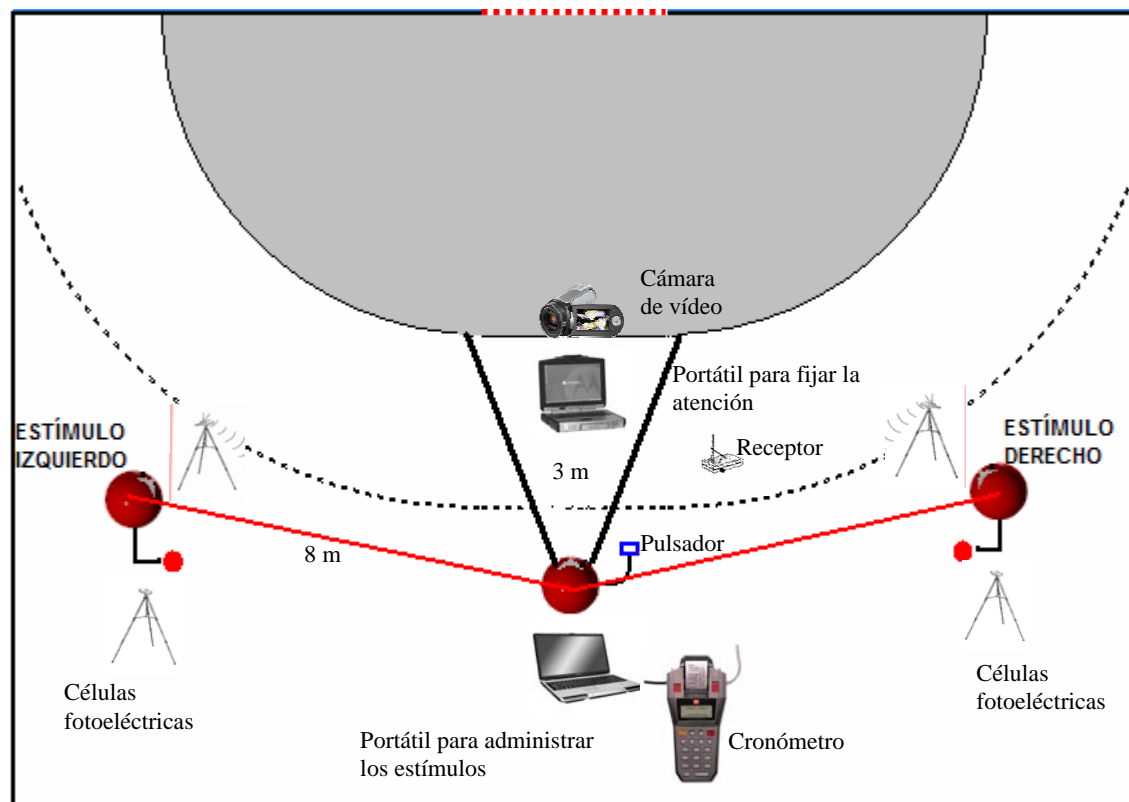 Cámara
de vídeo
Portátil para fijar la
atención
ESTÍMULO
IZQUIERDO
ESTÍMULO
DERECHO
Receptor
3 m
8 m
Pulsador
Células
fotoeléctricas
Células
fotoeléctricas
Portátil para administrar
los estímulos
Cronómetro